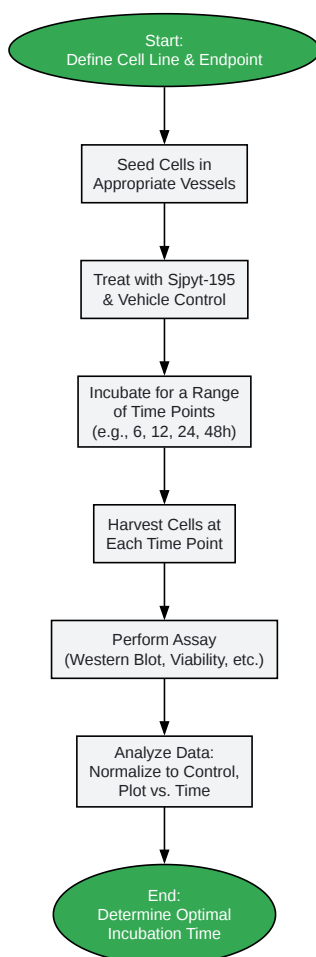 Start:
Define Cell Line & Endpoint
Seed Cells in
Appropriate Vessels
Treat with Sjpyt-195
& Vehicle Control
Incubate for a Range
of Time Points
(e.g., 6, 12, 24, 48h)
Harvest Cells at
Each Time Point
Perform Assay
(Western Blot, Viability, etc.)
Analyze Data:
Normalize to Control,
Plot vs. Time
End:
Determine Optimal
Incubation Time